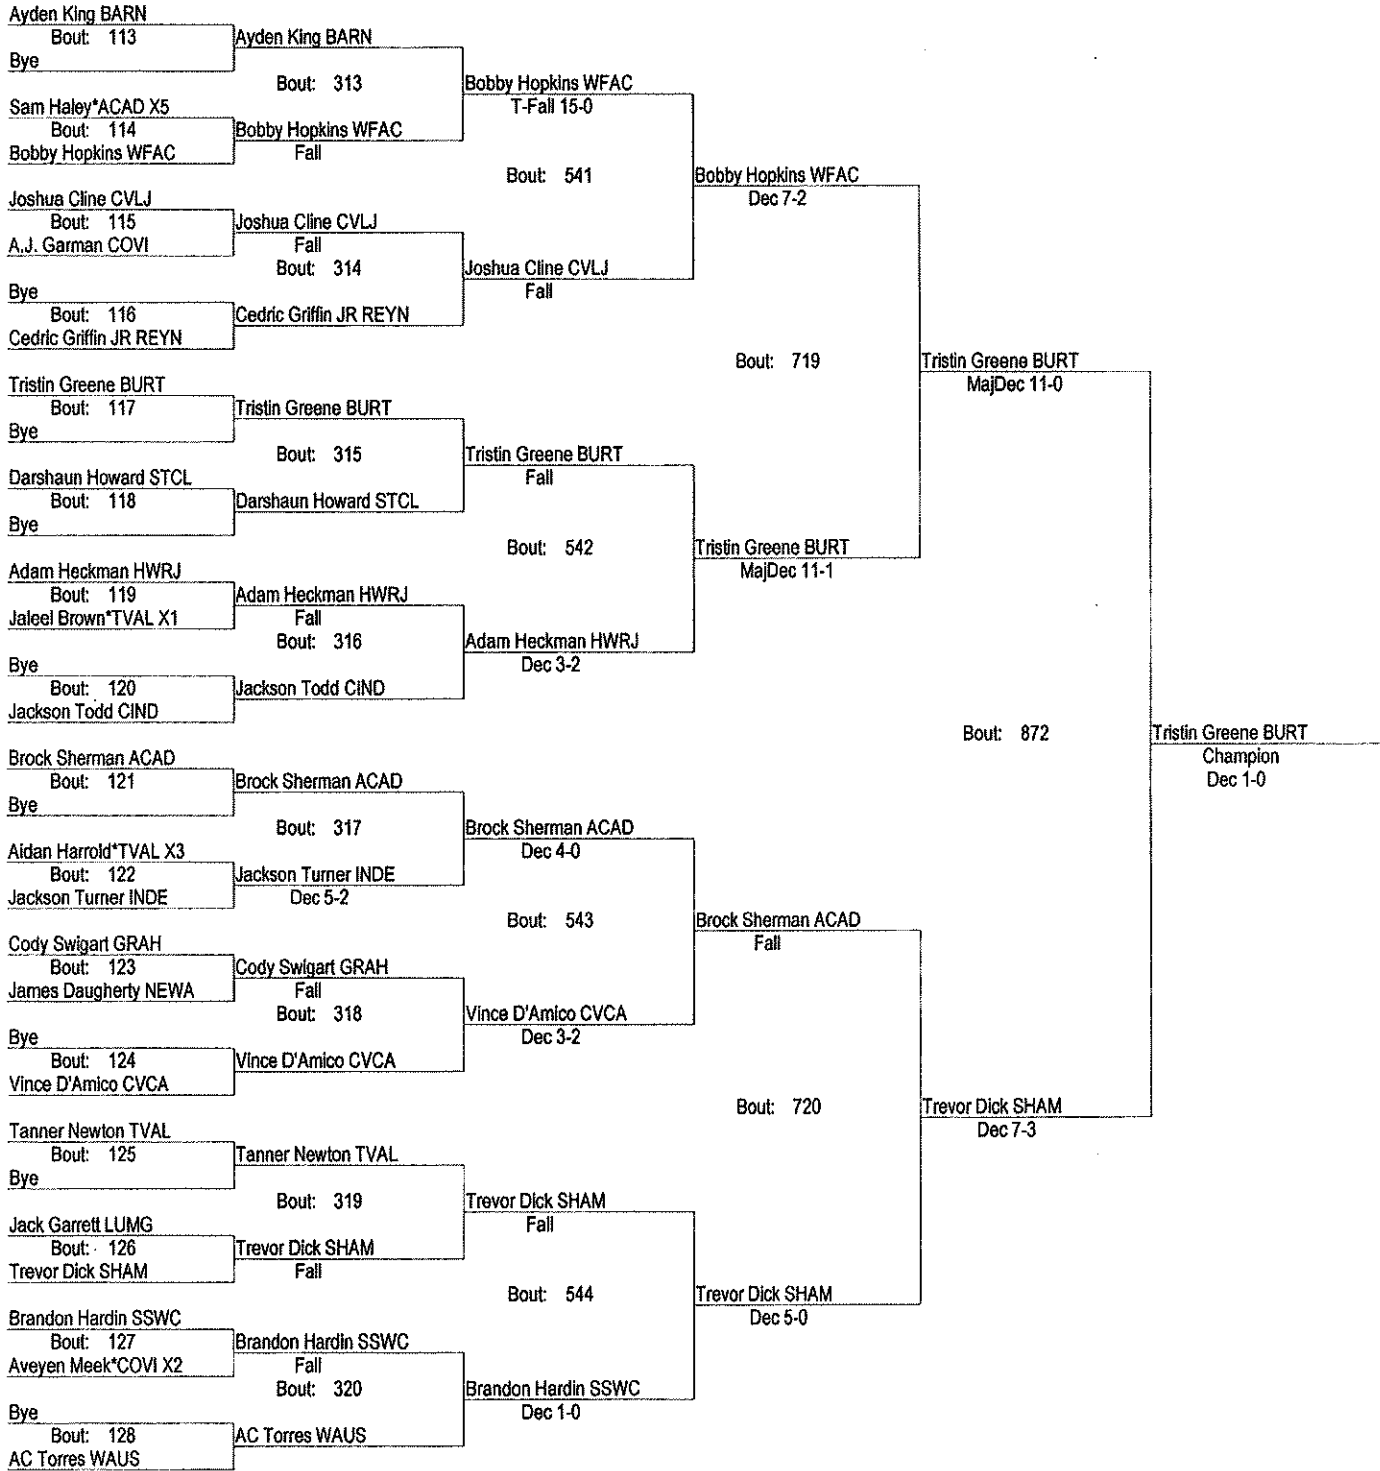 Ayden King BARN
Bout: 113
Bye
Ayden King BARN
Bout: 313
Sam Haley*ACAD X5
Bout: 114
Bobby Hopkins WFAC
Bobby Hopkins WFAC
Fall
Bobby Hopkins WFAC
T-Fall 15-0
Bout: 541
Joshua Cline CVLJ
Bout: 115
A.J. Garman COVI
Joshua Cline CVLJ
Fall
Bout: 314
Bye
Bout: 116
Cedric Griffin JR REYN
Cedric Griffin JR REYN
Joshua Cline CVLJ
Fall
Bobby Hopkins WFAC
Dec 7-2
Bout: 719
Tristin Greene BURT
Bout: 117
Bye
Tristin Greene BURT
Bout: 315
Darshaun Howard STCL
Bout: 118
Bye
Darshaun Howard STCL
Tristin Greene BURT
Fall
Bout: 542
Adam Heckman HWRJ
Bout: 119
Jaleel Brown*TVAL X1
Adam Heckman HWRJ
Fall
Bout: 316
Bye
Bout: 120
Jackson Todd CIND
Jackson Todd CIND
Adam Heckman HWRJ
Dec 3-2
Tristin Greene BURT
MajDec 11-1
Tristin Greene BURT
MajDec 11-0
Bout: 872
Tristin Greene BURT
Champion
Dec 1-0
Brock Sherman ACAD
Bout: 121
Bye
Brock Sherman ACAD
Bout: 317
Aidan Harrold*TVAL X3
Bout: 122
Jackson Turner INDE
Jackson Turner INDE
Dec 5-2
Brock Sherman ACAD
Dec 4-0
Bout: 543
Cody Swigart GRAH
Bout: 123
James Daugherty NEWA
Cody Swigart GRAH
Fall
Bout: 318
Bye
Bout: 124
Vince D'Amico CVCA
Vince D'Amico CVCA
Vince D'Amico CVCA
Dec 3-2
Brock Sherman ACAD
Fall
Bout: 720
Tanner Newton TVAL
Bout: 125
Bye
Tanner Newton TVAL
Bout: 319
Jack Garrett LUMG
Bout: 126
Trevor Dick SHAM
Trevor Dick SHAM
Fall
Trevor Dick SHAM
Fall
Bout: 544
Brandon Hardin SSWC
Bout: 127
Aveyen Meek*COVI X2
Brandon Hardin SSWC
Fall
Bout: 320
Bye
Bout: 128
AC Torres WAUS
AC Torres WAUS
Brandon Hardin SSWC
Dec 1-0
Trevor Dick SHAM
Dec 5-0
Trevor Dick SHAM
Dec 7-3